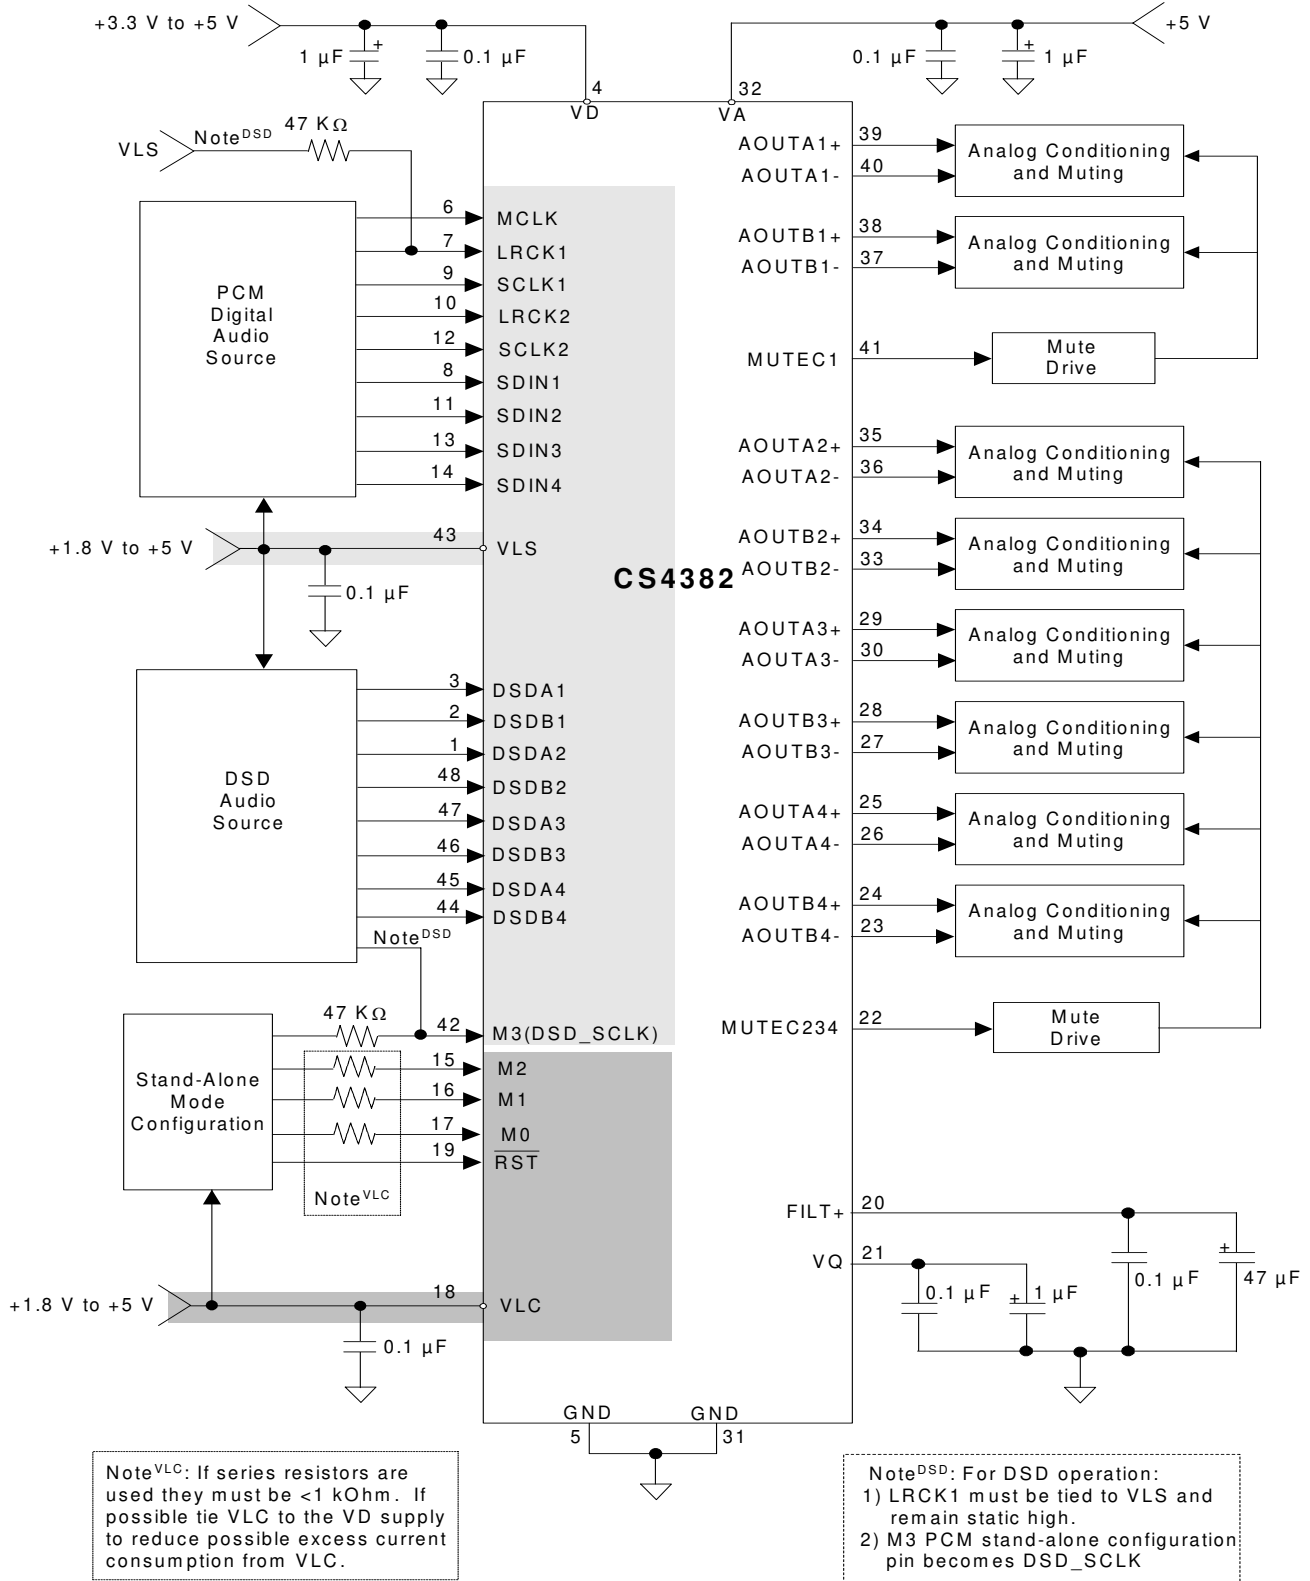 +3.3 V to +5 V
1 µF
+
0.1 µF
4
VD
+5 V
0.1 µF
+
1 µF
32
VA
VLS
Note^DSD
47 KΩ
PCM
Digital
Audio
Source
6
MCLK
7
LRCK1
9
SCLK1
10
LRCK2
12
SCLK2
8
SDIN1
11
SDIN2
13
SDIN3
14
SDIN4
+1.8 V to +5 V
43
VLS
0.1 µF
CS4382
DSD
Audio
Source
3
DSDA1
2
DSDB1
1
DSDA2
48
DSDB2
47
DSDA3
46
DSDB3
45
DSDA4
44
DSDB4
Note^DSD
Stand-Alone
Mode
Configuration
47 KΩ
42
M3(DSD_SCLK)
15
M2
16
M1
17
M0
19
RST
Note^VLC
+1.8 V to +5 V
18
VLC
0.1 µF
AOUTA1+
39
AOUTA1-
40
Analog Conditioning
and Muting
AOUTB1+
38
AOUTB1-
37
Analog Conditioning
and Muting
MUTEC1
41
Mute
Drive
AOUTA2+
35
AOUTA2-
36
Analog Conditioning
and Muting
AOUTB2+
34
AOUTB2-
33
Analog Conditioning
and Muting
AOUTA3+
29
AOUTA3-
30
Analog Conditioning
and Muting
AOUTB3+
28
AOUTB3-
27
Analog Conditioning
and Muting
AOUTA4+
25
AOUTA4-
26
Analog Conditioning
and Muting
AOUTB4+
24
AOUTB4-
23
Analog Conditioning
and Muting
MUTEC234
22
Mute
Drive
FILT+
20
VQ
21
0.1 µF
+
1 µF
0.1 µF
+
47 µF
GND
5
GND
31
Note^VLC: If series resistors are
used they must be <1 kOhm. If
possible tie VLC to the VD supply
to reduce possible excess current
consumption from VLC.
Note^DSD: For DSD operation:
1) LRCK1 must be tied to VLS and
remain static high.
2) M3 PCM stand-alone configuration
pin becomes DSD_SCLK